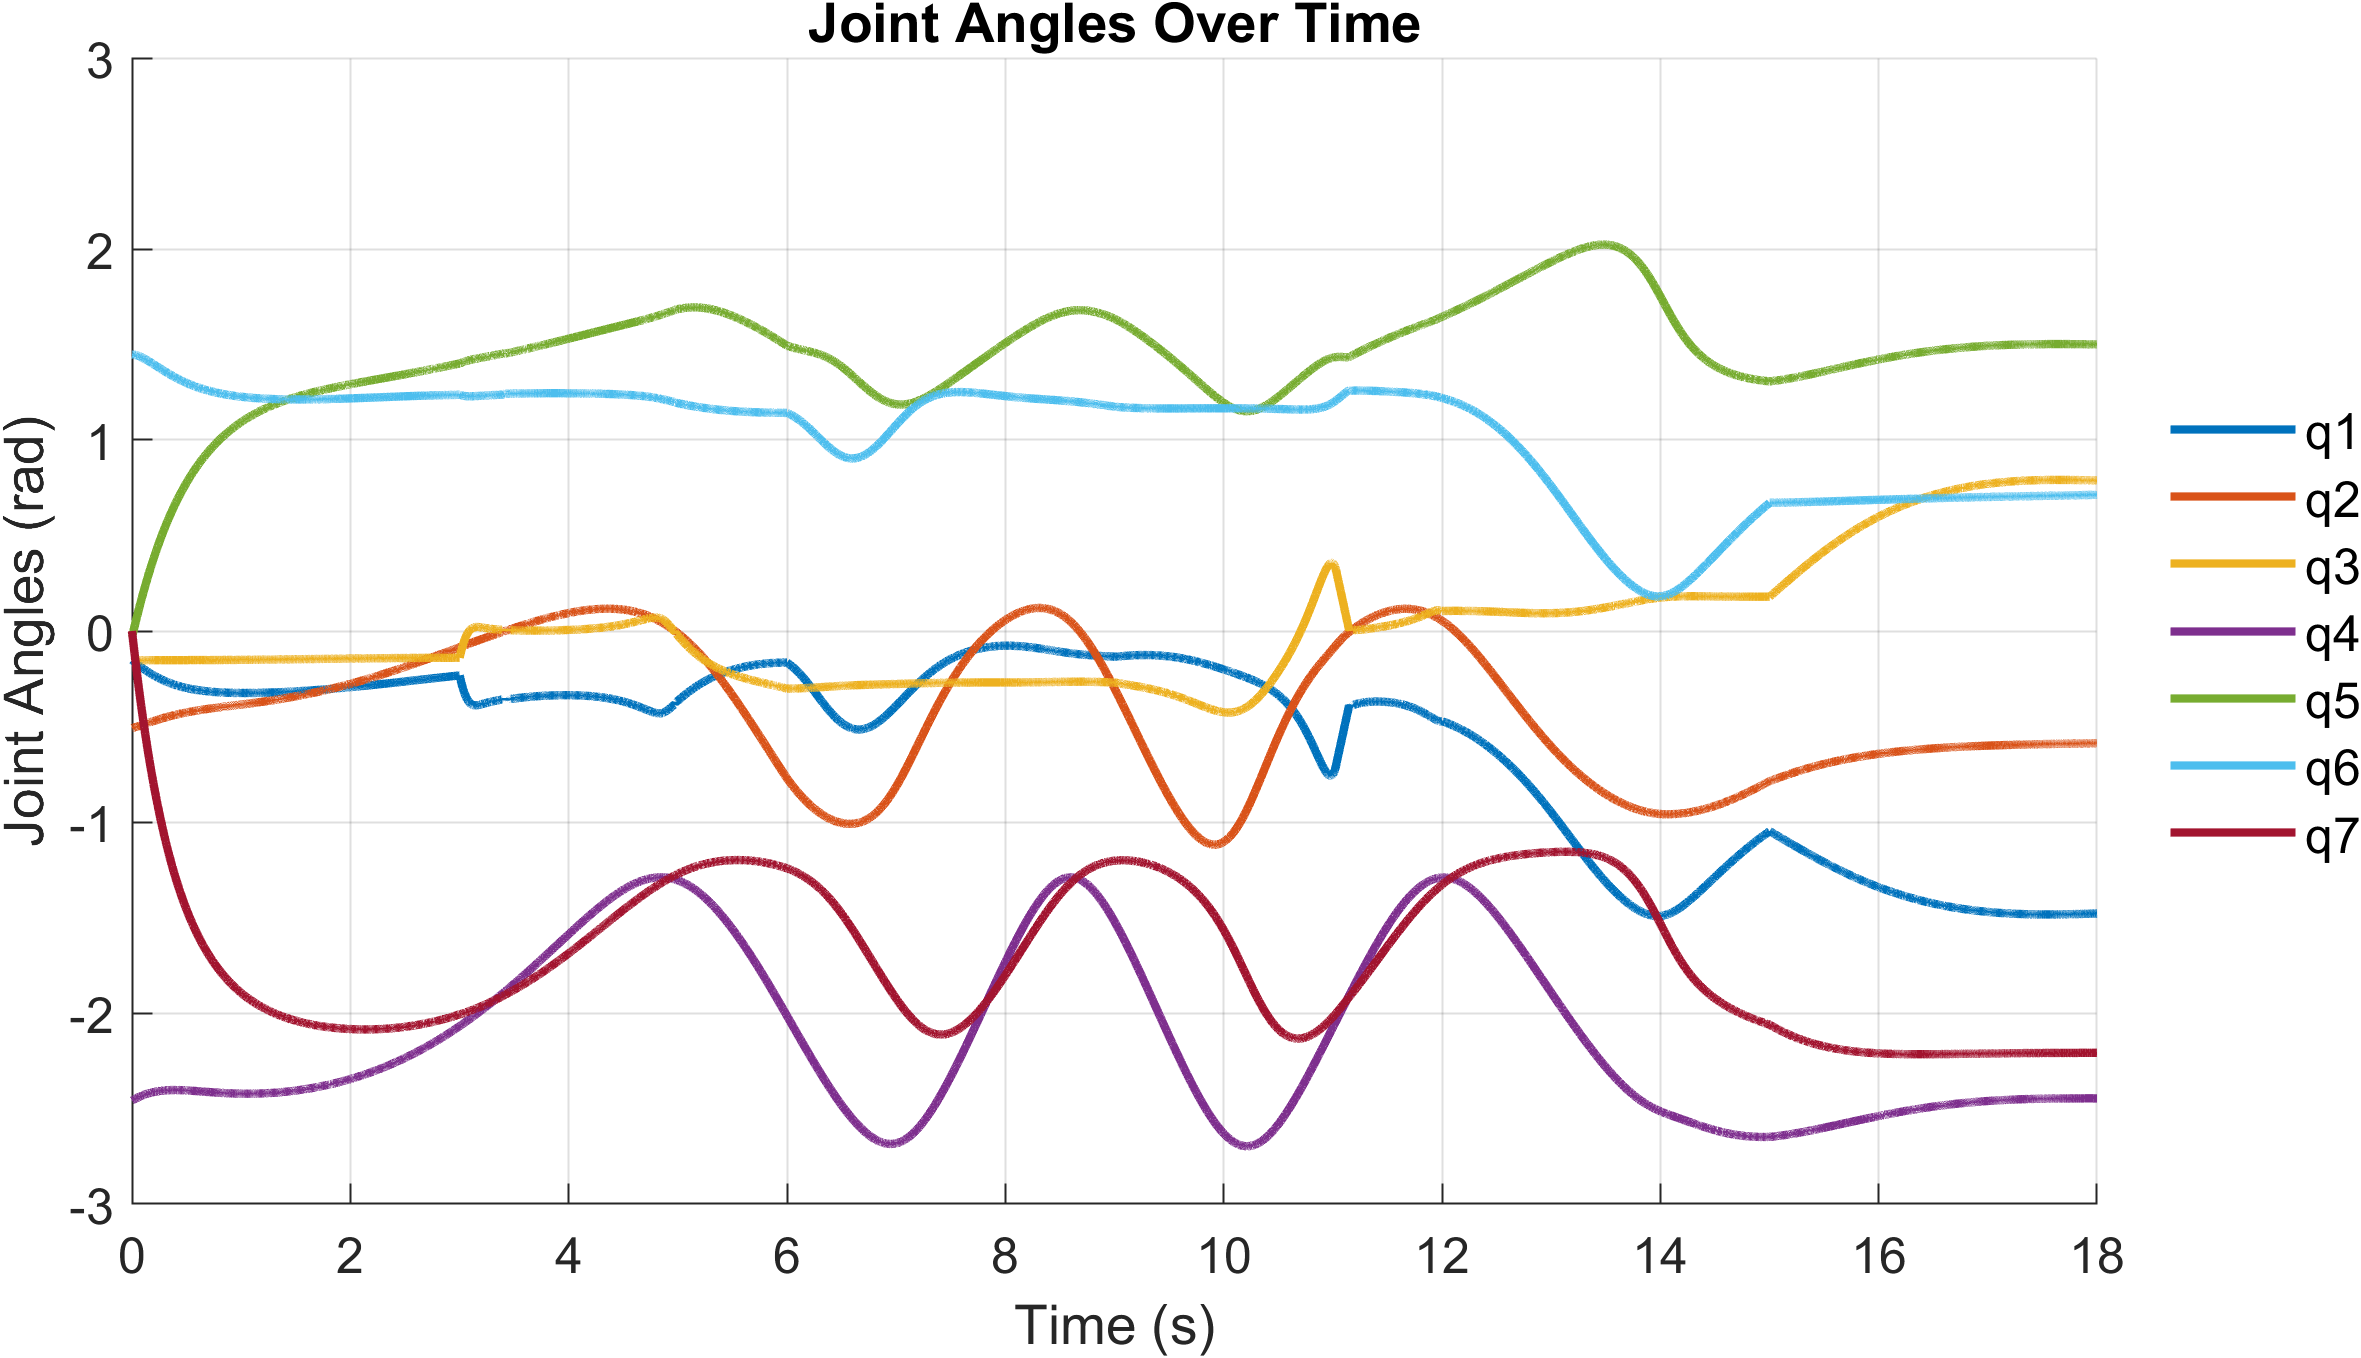 Joint Angles Over Time
Joint Angles (rad)
3
2
1
0
-1
-2
-3
0 2 4 6 8 10 12 14 16 18
Time (s)
q1
q2
q3
q4
q5
q6
q7